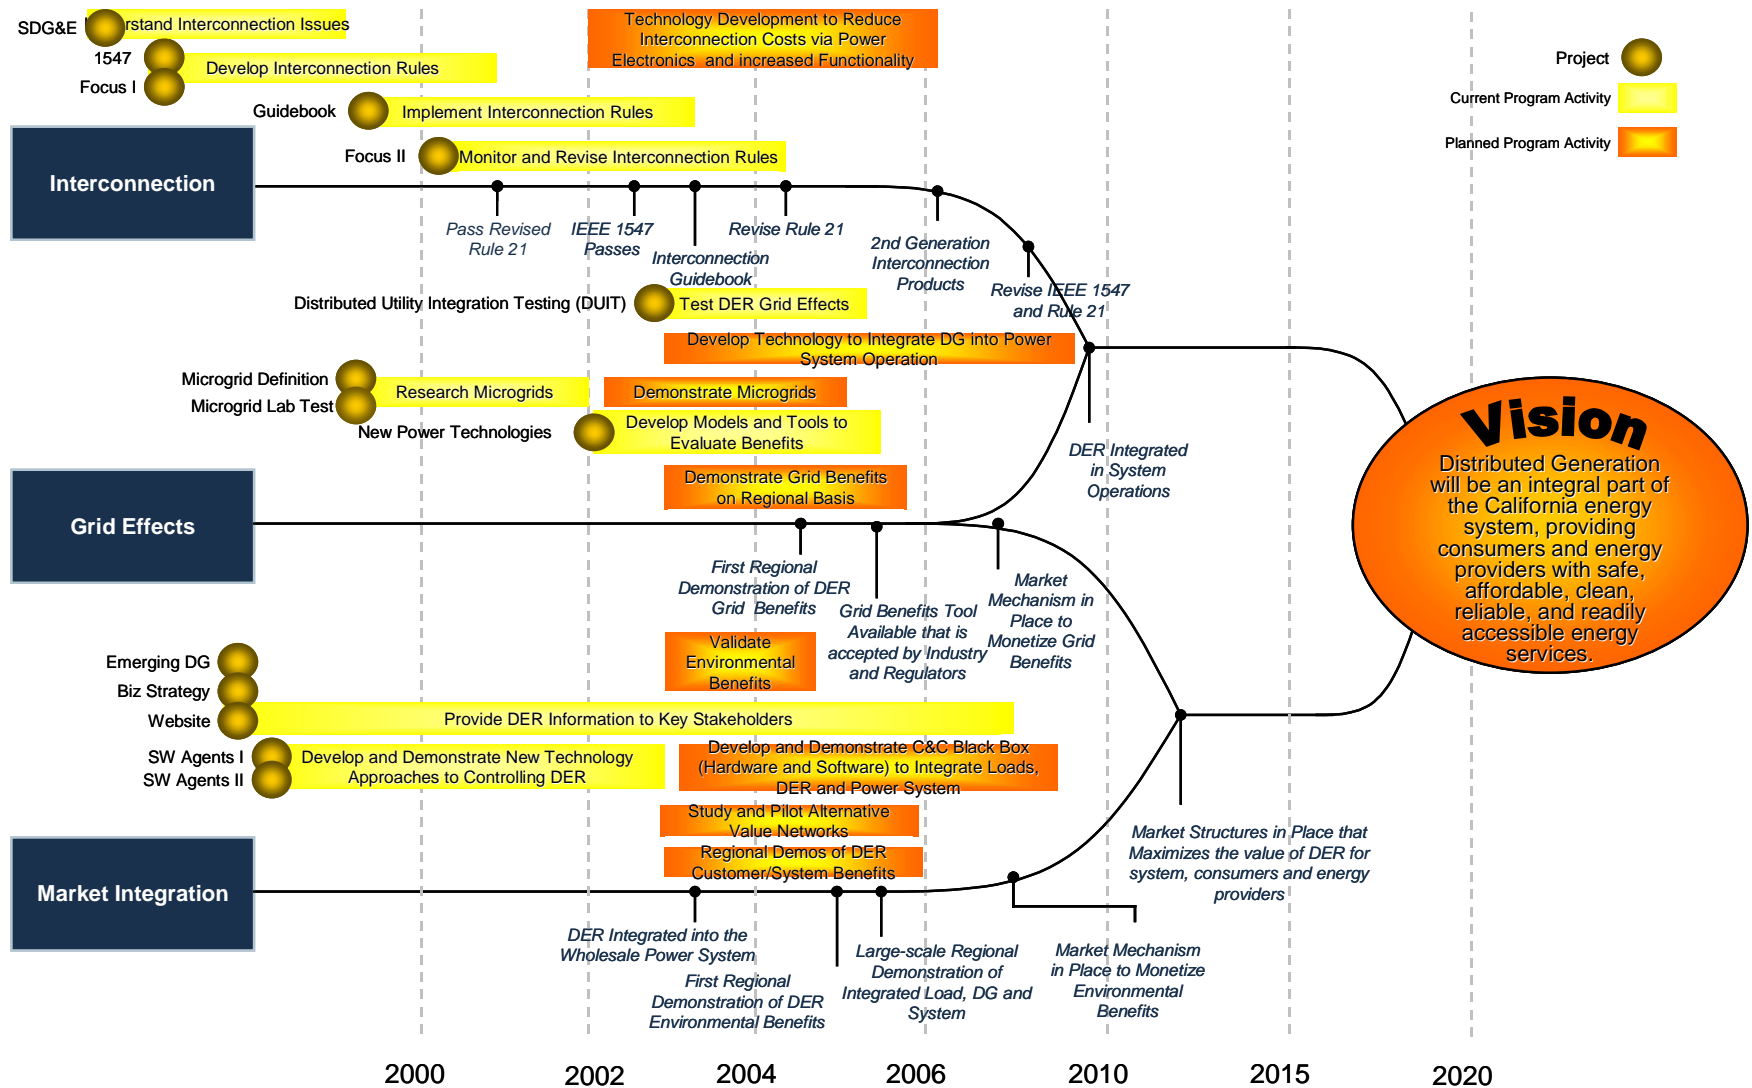 SDG&E
rstand Interconnection Issues
1547
Focus I
Develop Interconnection Rules
Guidebook
Implement Interconnection Rules
Focus II
Monitor and Revise Interconnection Rules
Technology Development to Reduce
Interconnection Costs via Power
Electronics and increased Functionality
Project
Current Program Activity
Planned Program Activity
Interconnection
Pass Revised
Rule 21
IEEE 1547
Passes
Interconnection
Guidebook
Revise Rule 21
2nd Generation
Interconnection
Products
Revise IEEE 1547
and Rule 21
Distributed Utility Integration Testing (DUIT)
Test DER Grid Effects
Develop Technology to Integrate DG into Power
System Operation
Microgrid Definition
Microgrid Lab Test
Research Microgrids
Demonstrate Microgrids
New Power Technologies
Develop Models and Tools to
Evaluate Benefits
Demonstrate Grid Benefits
on Regional Basis
DER Integrated
in System
Operations
Grid Effects
First Regional
Demonstration of DER
Grid Benefits
Grid Benefits Tool
Available that is
accepted by Industry
and Regulators
Market
Mechanism in
Place to
Monetize Grid
Benefits
Vision
Distributed Generation
will be an integral part of
the California energy
system, providing
consumers and energy
providers with safe,
affordable, clean,
reliable, and readily
accessible energy
services.
Validate
Environmental
Benefits
Emerging DG
Biz Strategy
Website
Provide DER Information to Key Stakeholders
SW Agents I
SW Agents II
Develop and Demonstrate New Technology
Approaches to Controlling DER
Develop and Demonstrate C&C Black Box
(Hardware and Software) to Integrate Loads,
DER and Power System
Study and Pilot Alternative
Value Networks
Regional Demos of DER
Customer/System Benefits
Market Integration
DER Integrated into the
Wholesale Power System
First Regional
Demonstration of DER
Environmental Benefits
Large-scale Regional
Demonstration of
Integrated Load, DG and
System
Market Mechanism
in Place to Monetize
Environmental
Benefits
Market Structures in Place that
Maximizes the value of DER for
system, consumers and energy
providers
2000
2002
2004
2006
2010
2015
2020